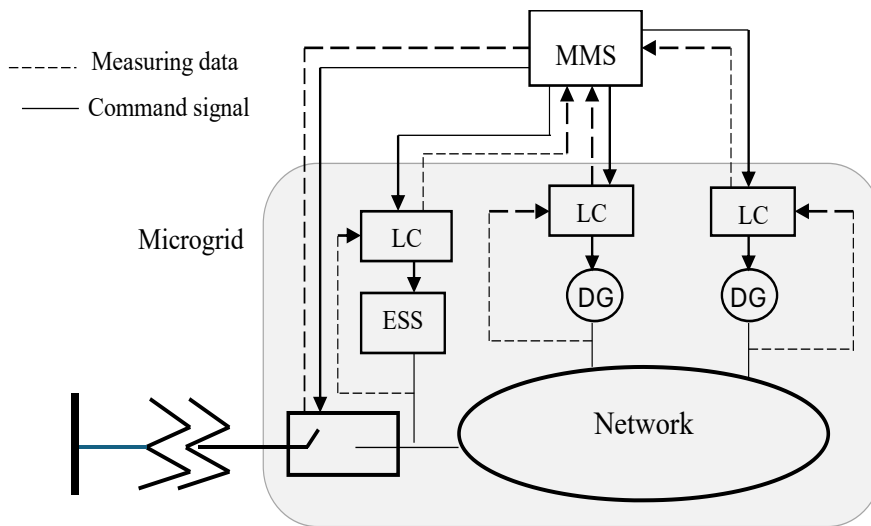 MMS
Measuring data
Command signal
Microgrid
LC
LC
LC
ESS
DG
DG
Network